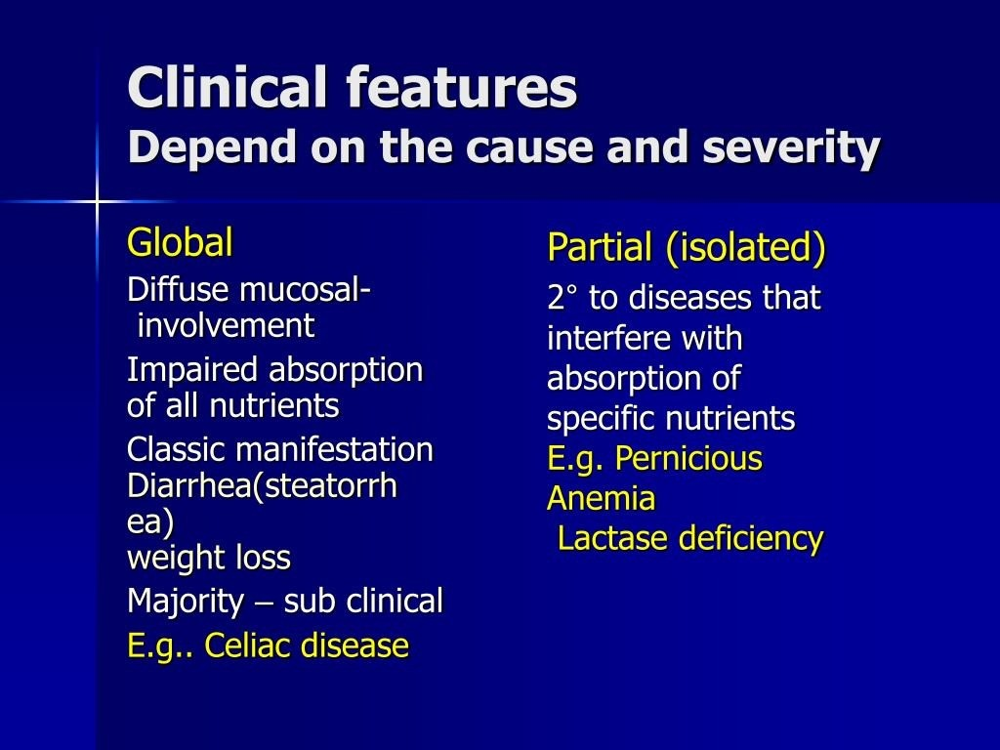 Clinical features
Depend on the cause and severity
Global
Diffuse mucosal-
involvement
Impaired absorption
of all nutrients
Classic manifestation
Diarrhea(steatorrh
ea)
weight loss
Majority – sub clinical
E.g.. Celiac disease
Partial (isolated)
2° to diseases that
interfere with
absorption of
specific nutrients
E.g. Pernicious
Anemia
Lactase deficiency